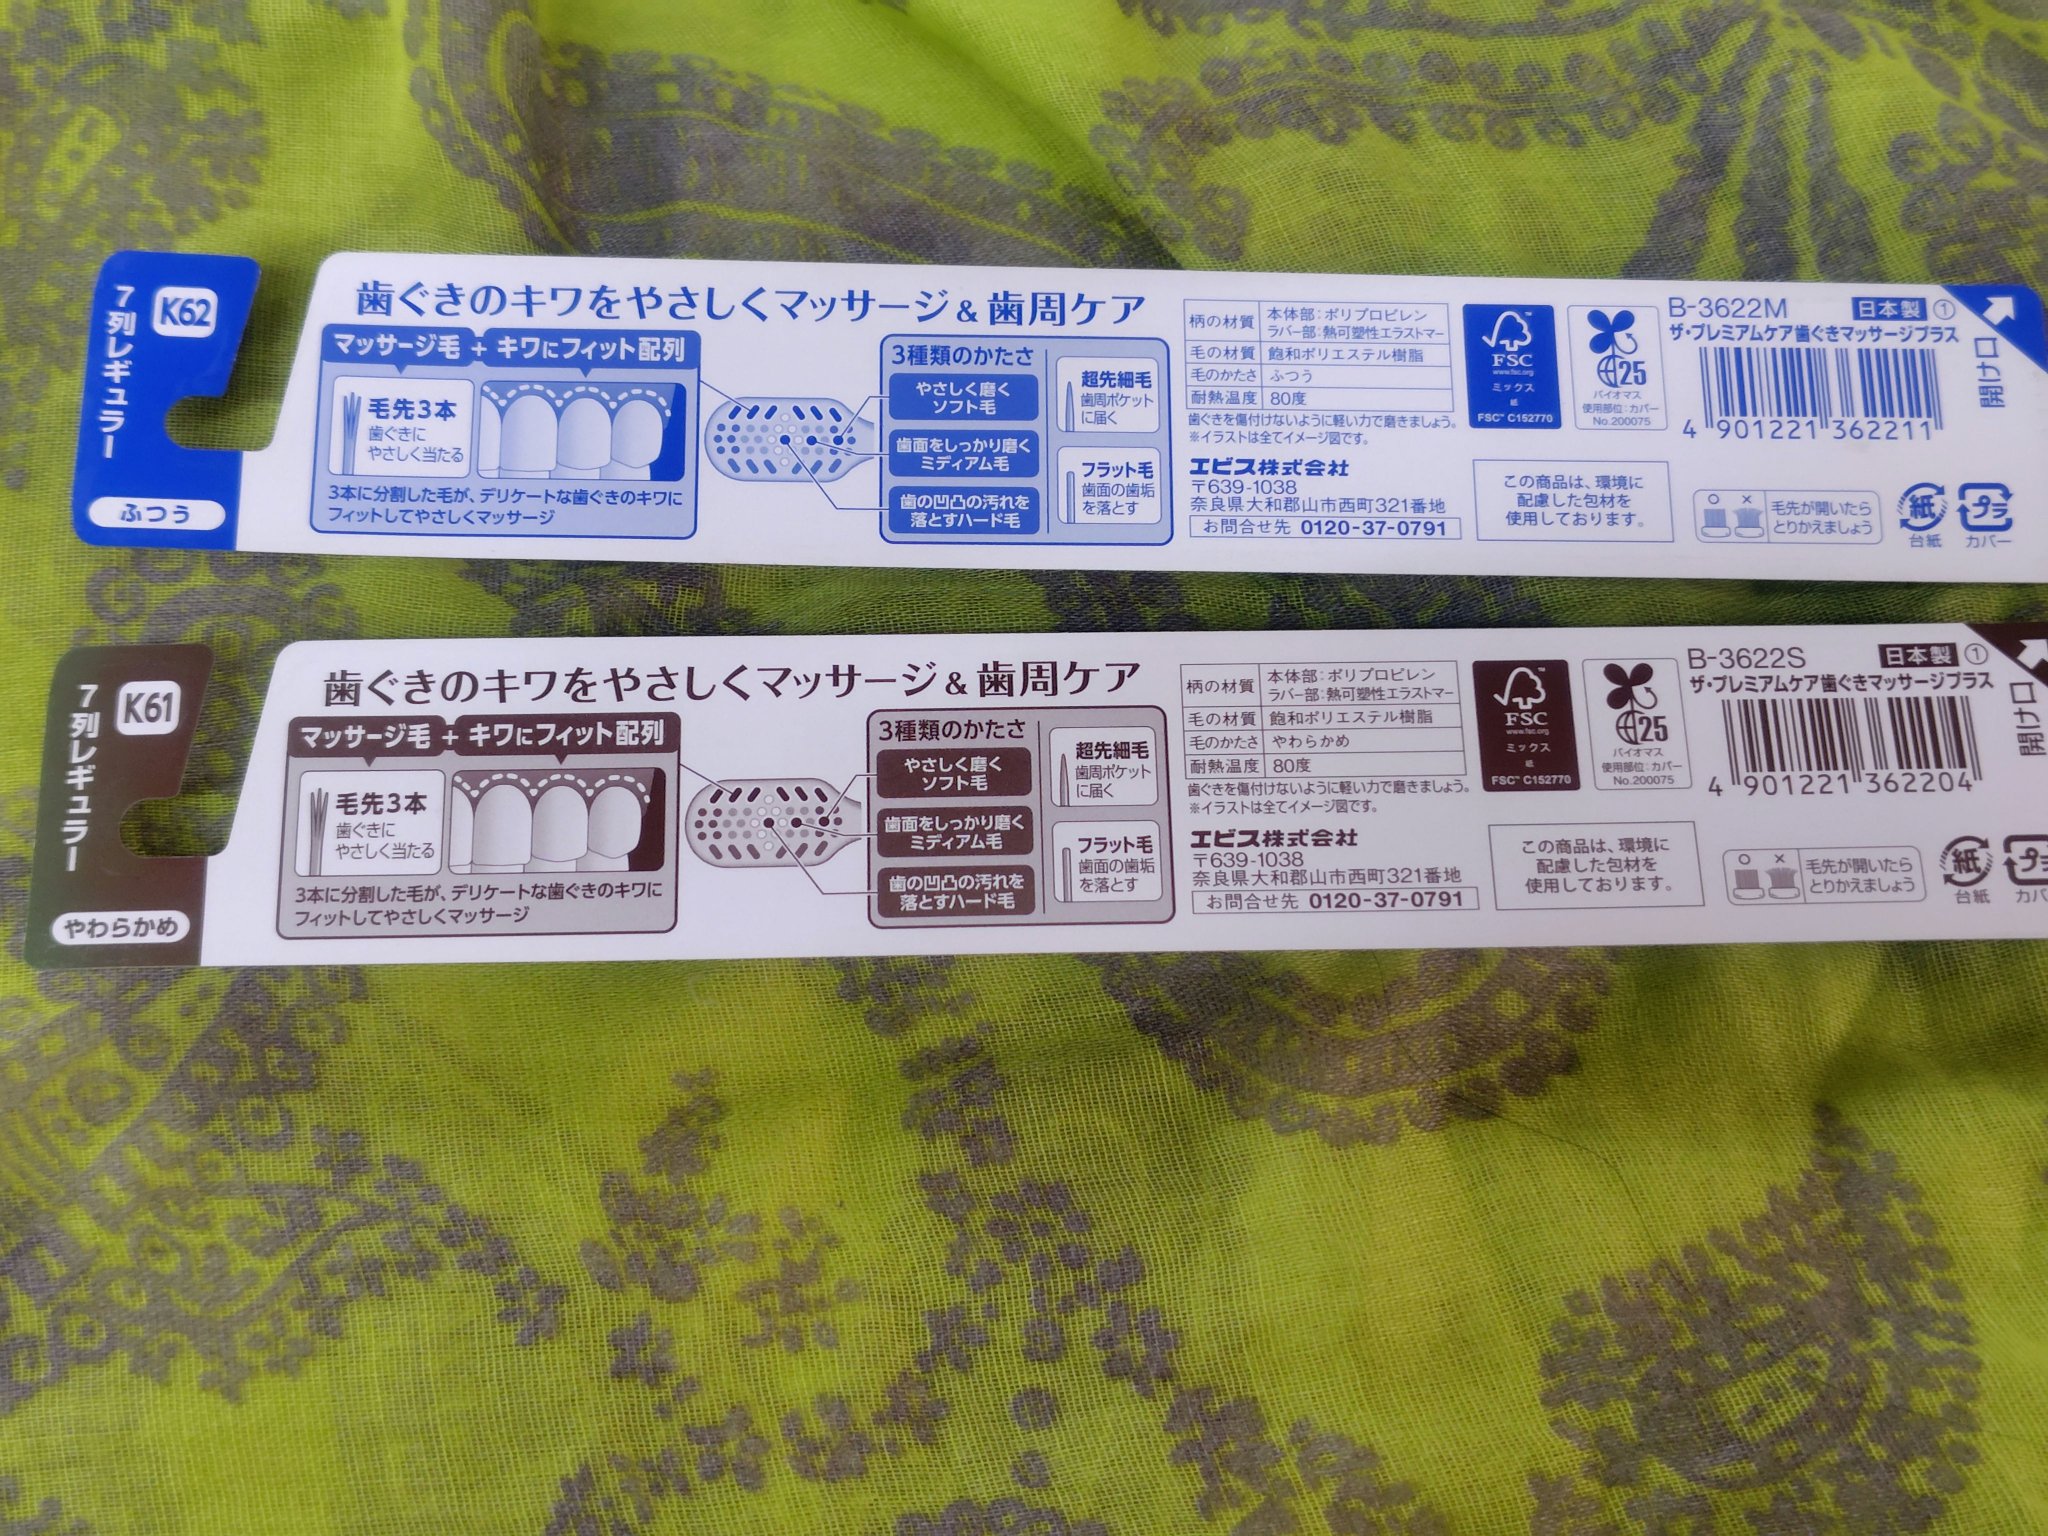 K62
7列レギュラー
ふつう
歯ぐきのキワをやさしくマッサージ&歯周ケア
マッサージ毛 + キワにフィット配列
毛先3本
歯ぐきに
やさしく当たる
3本に分割した毛が、デリケートな歯ぐきのキワに
フィットしてやさしくマッサージ
3種類のかたさ
やさしく磨く
ソフト毛
歯面をしっかり磨く
ミディアム毛
歯の凹凸の汚れを
落とすハード毛
超先細毛
歯周ポケット
に届く
フラット毛
歯面の歯垢
を落とす
柄の材質 本体部:ポリプロピレン
ラバー部:熱可塑性エラストマー
毛の材質 飽和ポリエステル樹脂
毛のかたさ ふつう
耐熱温度 80度
歯ぐきを傷付けないように軽い力で磨きましょう。
※イラストは全てイメージ図です。
エビス株式会社
〒639-1038
奈良県大和郡山市西町321番地
お問合せ先 0120-37-0791
FSC
www.fsc.org
ミックス
紙
FSC™ C152770
25
バイオマス
使用部位:カバー
No.200075
この商品は、環境に
配慮した包材を
使用しております。
B-3622M 日本製 ①
ザ・プレミアムケア歯ぐきマッサージプラス
4 901221 362211
開け口
○ ×
毛先が開いたら
とりかえましょう
紙
台紙
プラ
カバー
K61
7列レギュラー
やわらかめ
歯ぐきのキワをやさしくマッサージ&歯周ケア
マッサージ毛 + キワにフィット配列
毛先3本
歯ぐきに
やさしく当たる
3本に分割した毛が、デリケートな歯ぐきのキワに
フィットしてやさしくマッサージ
3種類のかたさ
やさしく磨く
ソフト毛
歯面をしっかり磨く
ミディアム毛
歯の凹凸の汚れを
落とすハード毛
超先細毛
歯周ポケット
に届く
フラット毛
歯面の歯垢
を落とす
柄の材質 本体部:ポリプロピレン
ラバー部:熱可塑性エラストマー
毛の材質 飽和ポリエステル樹脂
毛のかたさ やわらかめ
耐熱温度 80度
歯ぐきを傷付けないように軽い力で磨きましょう。
※イラストは全てイメージ図です。
エビス株式会社
〒639-1038
奈良県大和郡山市西町321番地
お問合せ先 0120-37-0791
FSC™
www.fsc.org
ミックス
紙
FSC™ C152770
25
バイオマス
使用部位:カバー
No.200075
この商品は、環境に
配慮した包材を
使用しております。
B-3622S 日本製 ①
ザ・プレミアムケア歯ぐきマッサージプラス
4 901221 362204
開け口
○ ×
毛先が開いたら
とりかえましょう
紙
台紙
プラ
カバ